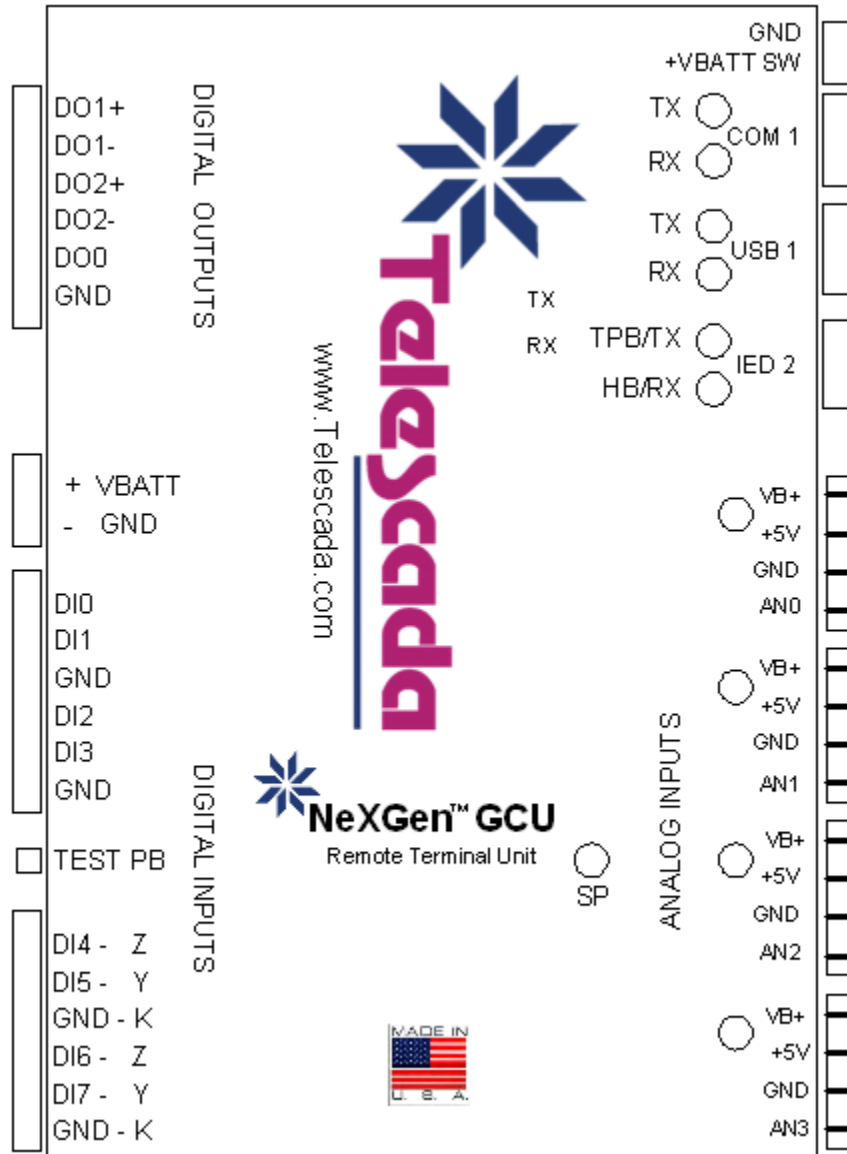 DO1+
DO1-
DO2+
DO2-
DO0
GND
DIGITAL OUTPUTS
+ VBATT
- GND
DI0
DI1
GND
DI2
DI3
GND
TEST PB
DI4 - Z
DI5 - Y
GND - K
DI6 - Z
DI7 - Y
GND - K
DIGITAL INPUTS
www.Telescada.com
TeleScada
NeXGen™ GCU
Remote Terminal Unit
SP
MADE IN
U. S. A.
TX
RX
GND
+VBATT SW
TX
COM 1
RX
TX
USB 1
RX
TPB/TX
IED 2
HB/RX
ANALOG INPUTS
VB+
+5V
GND
AN0
VB+
+5V
GND
AN1
VB+
+5V
GND
AN2
VB+
+5V
GND
AN3